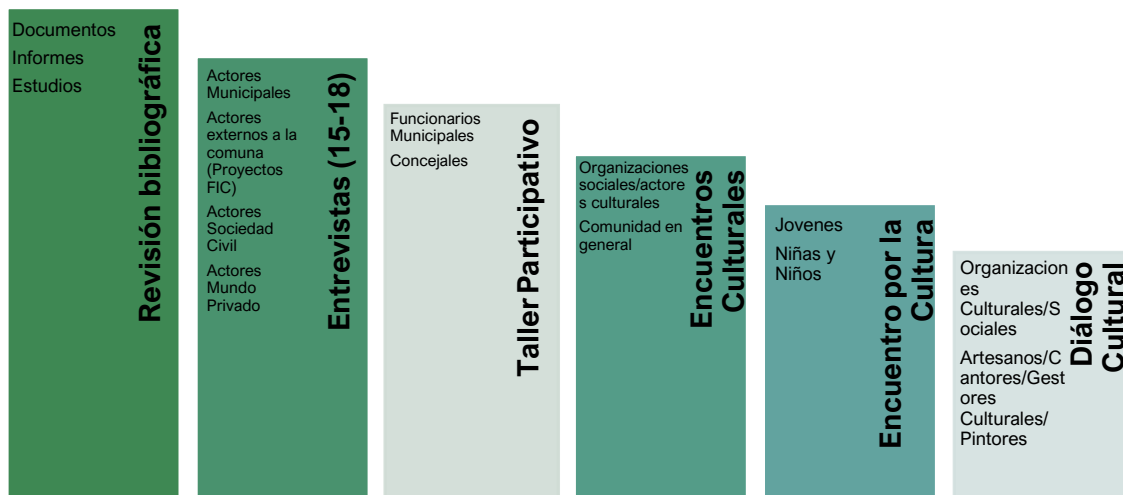 Documentos
Informes
Estudios
Revisión bibliográfica
Actores
Municipales
Actores
externos a la
comuna
(Proyectos
FIC)
Actores
Sociedad
Civil
Actores
Mundo
Privado
Entrevistas (15-18)
Funcionarios
Municipales
Concejales
Taller Participativo
Organizaciones
sociales/actore
s culturales
Comunidad en
general
Encuentros
Culturales
Jovenes
Niñas y
Niños
Encuentro por la
Cultura
Organizacion
es
Culturales/S
ociales
Artesanos/C
antores/Gest
ores
Culturales/
Pintores
Diálogo
Cultural